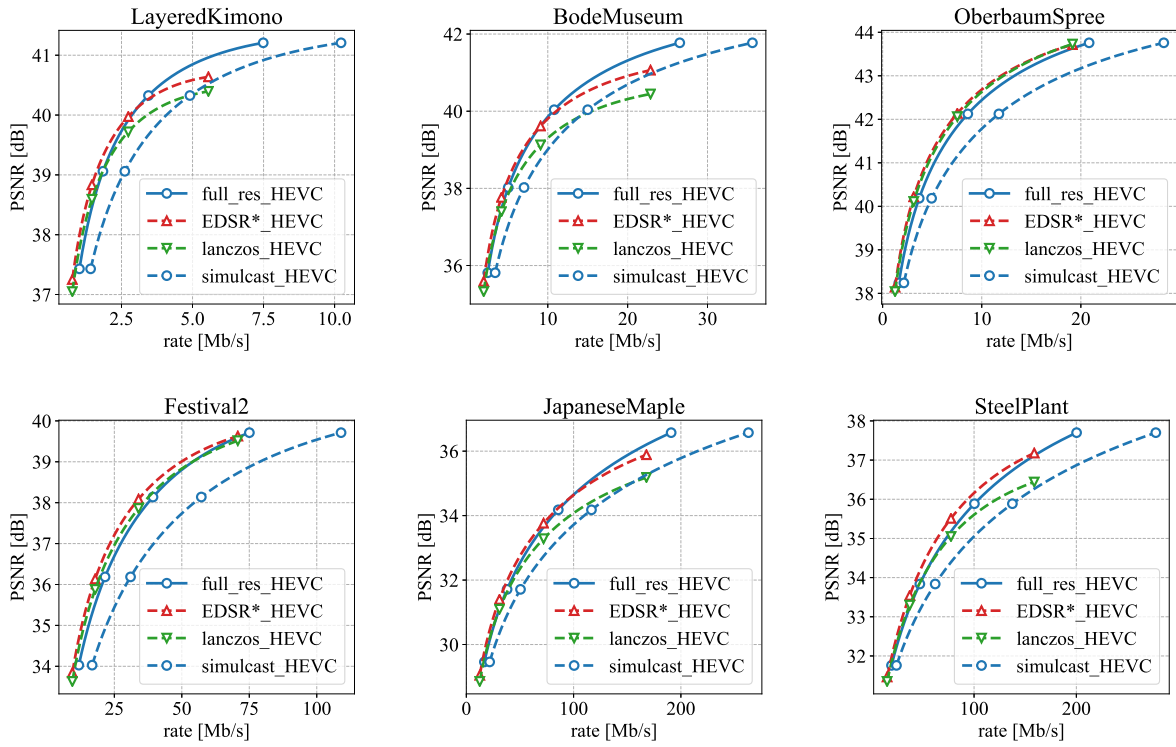 LayeredKimono
PSNR [dB]
41
40
39
38
37
2.5 5.0 7.5 10.0
rate [Mb/s]
full_res_HEVC
EDSR*_HEVC
lanczos_HEVC
simulcast_HEVC
BodeMuseum
PSNR [dB]
42
40
38
36
10 20 30
rate [Mb/s]
full_res_HEVC
EDSR*_HEVC
lanczos_HEVC
simulcast_HEVC
OberbaumSpree
PSNR [dB]
44
43
42
41
40
39
38
0 10 20
rate [Mb/s]
full_res_HEVC
EDSR*_HEVC
lanczos_HEVC
simulcast_HEVC
Festival2
PSNR [dB]
40
39
38
37
36
35
34
25 50 75 100
rate [Mb/s]
full_res_HEVC
EDSR*_HEVC
lanczos_HEVC
simulcast_HEVC
JapaneseMaple
PSNR [dB]
36
34
32
30
0 100 200
rate [Mb/s]
full_res_HEVC
EDSR*_HEVC
lanczos_HEVC
simulcast_HEVC
SteelPlant
PSNR [dB]
38
37
36
35
34
33
32
100 200
rate [Mb/s]
full_res_HEVC
EDSR*_HEVC
lanczos_HEVC
simulcast_HEVC